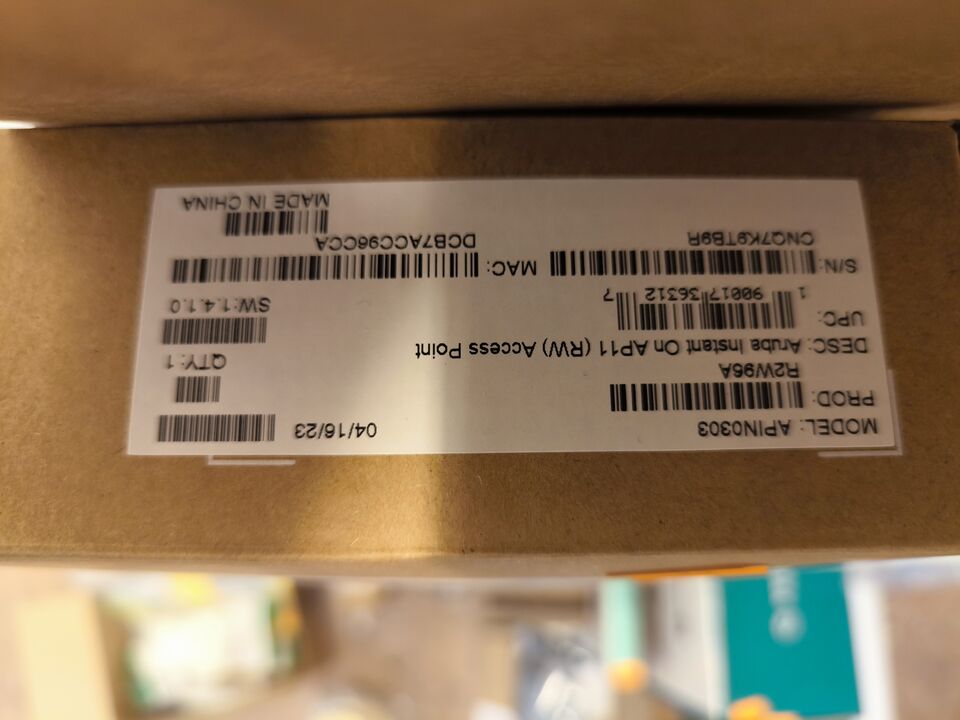 MODEL: APIN0303 04/16/23
PROD:
R2W96A
QTY: 1
DESC: Aruba Instant On AP11 (RW) Access Point
UPC:
1 90017 36312 7
SW:1.4.1.0
S/N: MAC:
CNQ7K9TB9R DCB7ACC96CCA
MADE IN CHINA